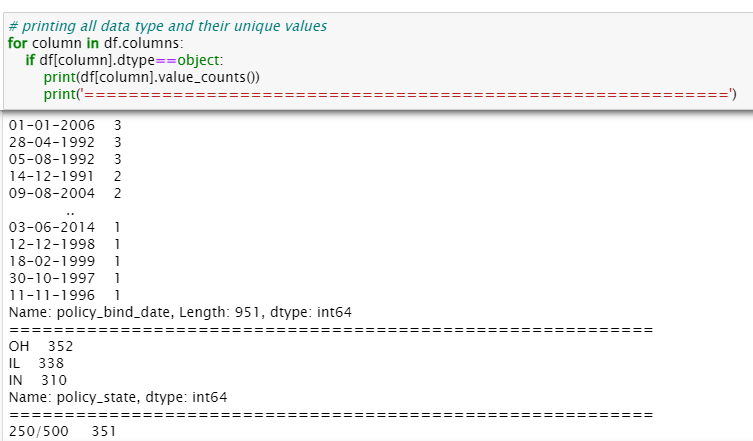 # printing all data type and their unique values
for column in df.columns:
    if df[column].dtype==object:
        print(df[column].value_counts())
        print('==========================================================')
01-01-2006    3
28-04-1992    3
05-08-1992    3
14-12-1991    2
09-08-2004    2
..
03-06-2014    1
12-12-1998    1
18-02-1999    1
30-10-1997    1
11-11-1996    1
Name: policy_bind_date, Length: 951, dtype: int64
==========================================================
OH    352
IL    338
IN    310
Name: policy_state, dtype: int64
==========================================================
250/500    351